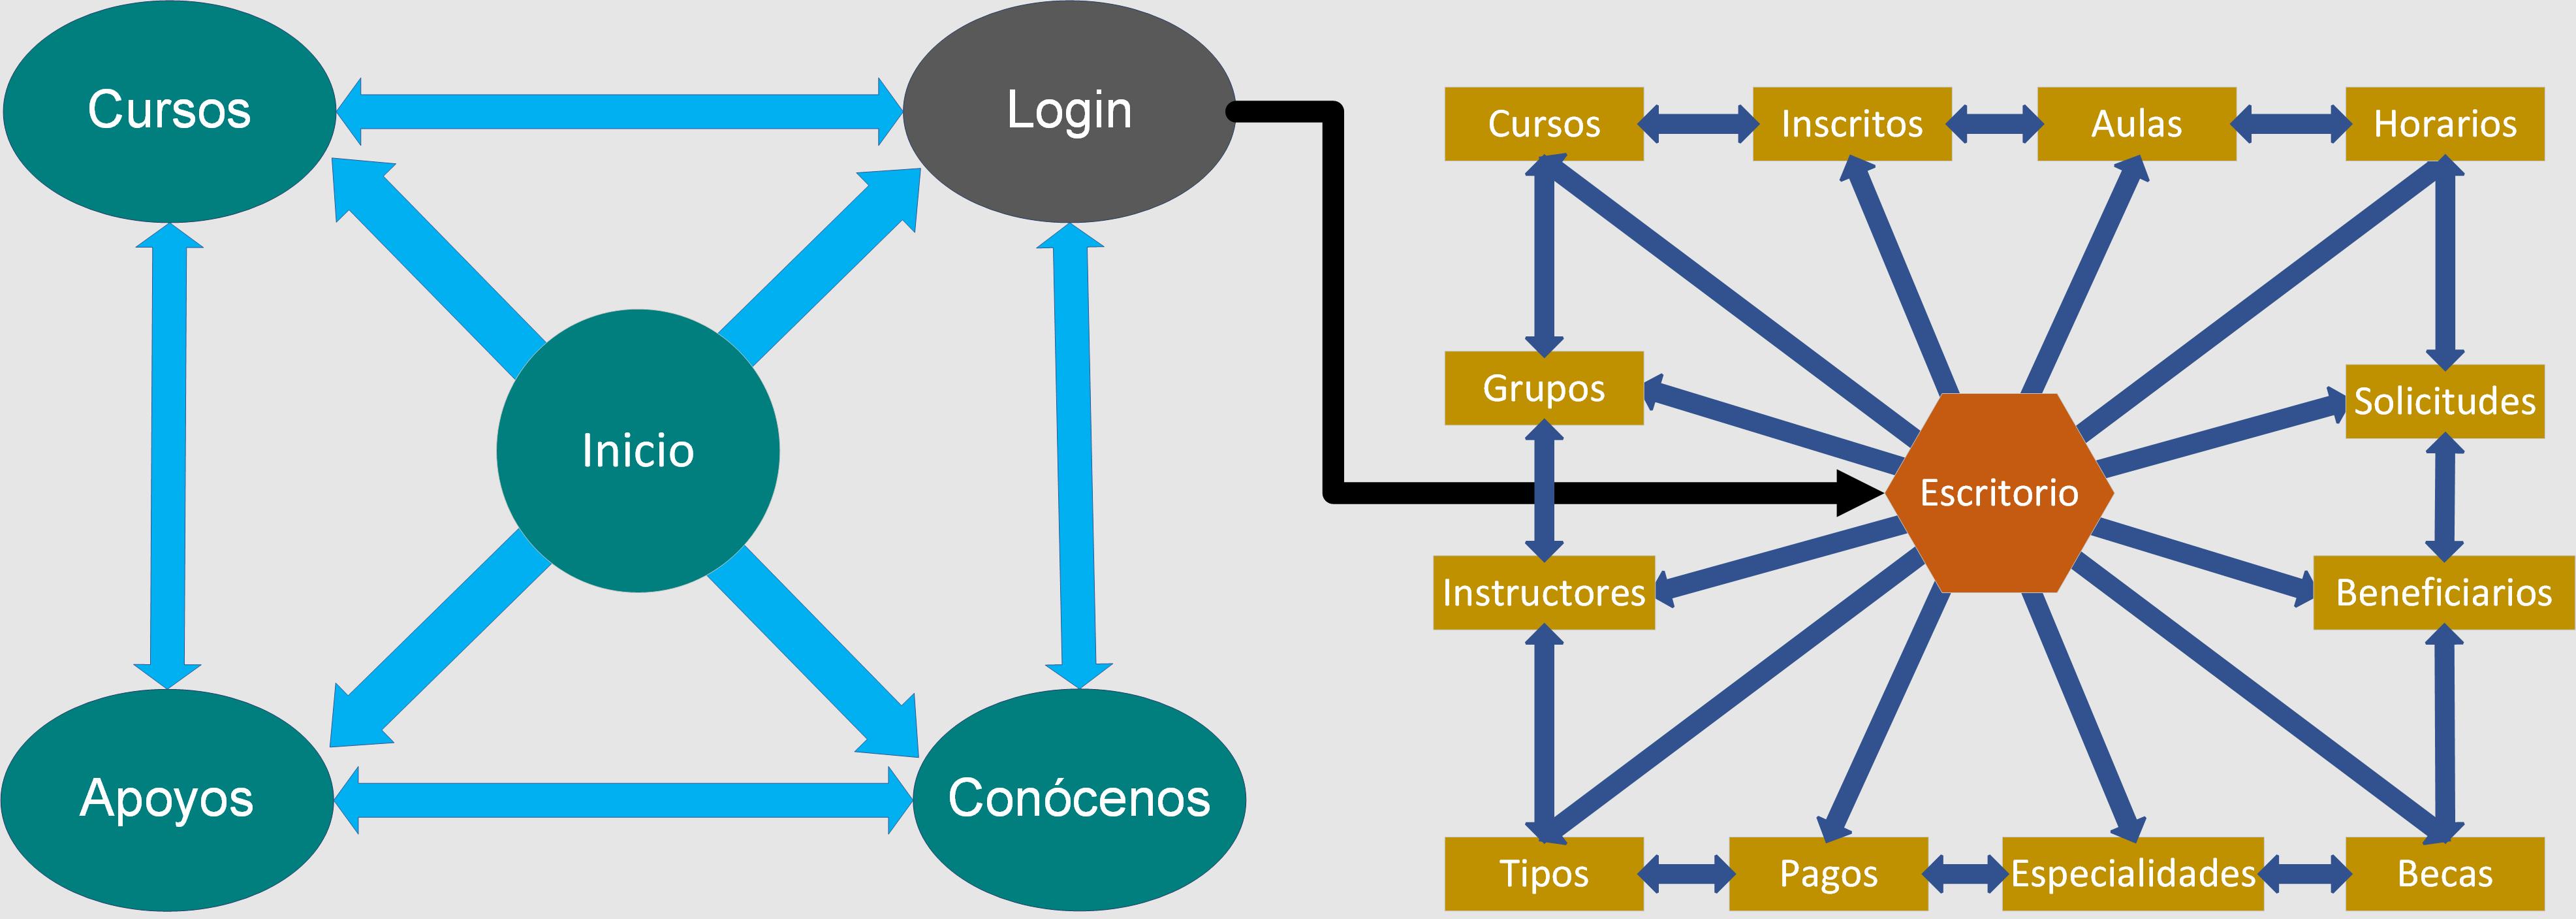 Cursos
Login
Inicio
Apoyos
Conócenos
Cursos
Inscritos
Aulas
Horarios
Grupos
Solicitudes
Escritorio
Instructores
Beneficiarios
Tipos
Pagos
Especialidades
Becas